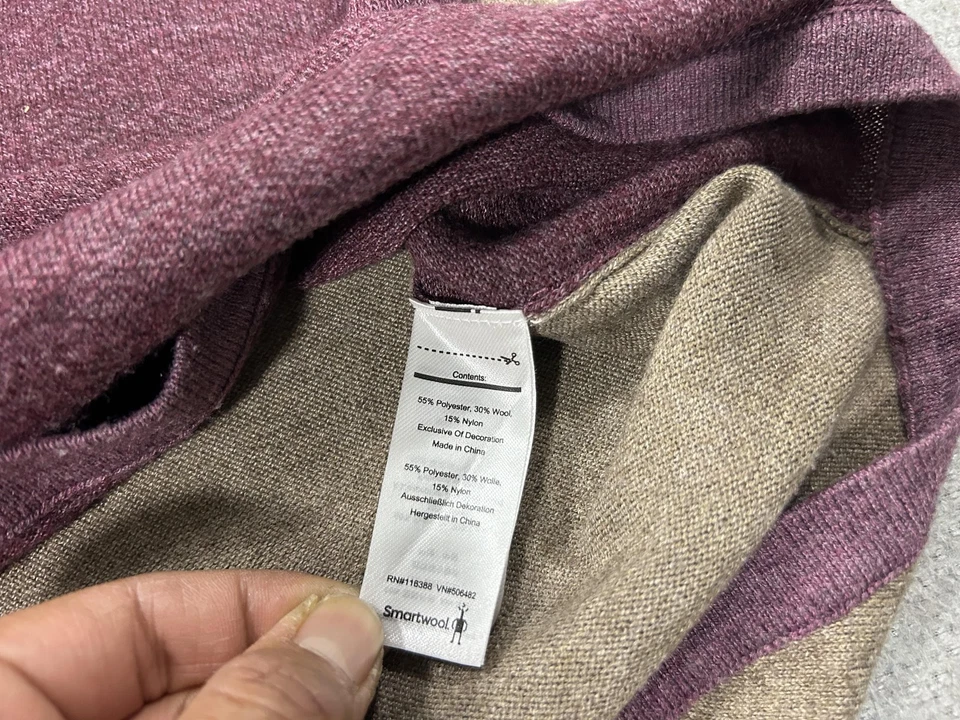 Contents:
55% Polyester, 30% Wool,
15% Nylon
Exclusive Of Decoration
Made in China
55% Polyester, 30% Wolle,
15% Nylon
Ausschließlich Dekoration
Hergestellt in China
RN#116388 VN#506482
Smartwool